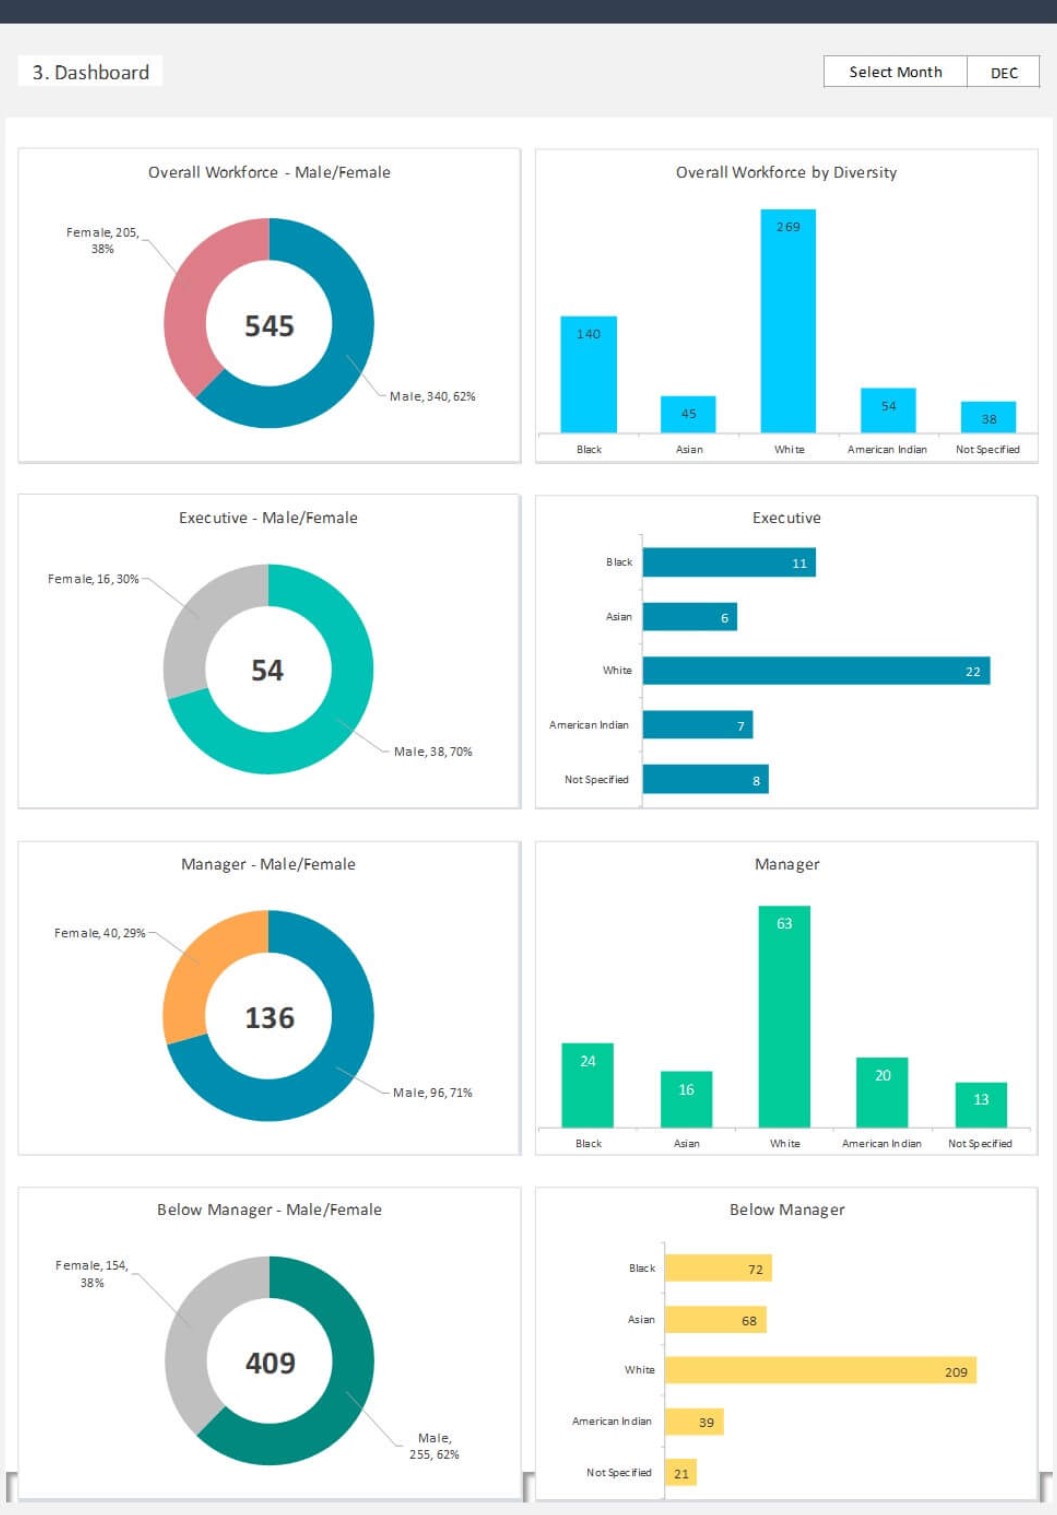 3. Dashboard
Select Month
DEC
Overall Workforce - Male/Female
Female, 205,
38%
545
Male, 340, 62%
Overall Workforce by Diversity
269
140
45
54
38
Black
Asian
White
American Indian
Not Specified
Executive - Male/Female
Female, 16, 30%
54
Male, 38, 70%
Executive
Black
11
Asian
6
White
22
American Indian
7
Not Specified
8
Manager - Male/Female
Female, 40, 29%
136
Male, 96, 71%
Manager
63
24
16
20
13
Black
Asian
White
American Indian
Not Specified
Below Manager - Male/Female
Female, 154,
38%
409
Male,
255, 62%
Below Manager
Black
72
Asian
68
White
209
American Indian
39
Not Specified
21